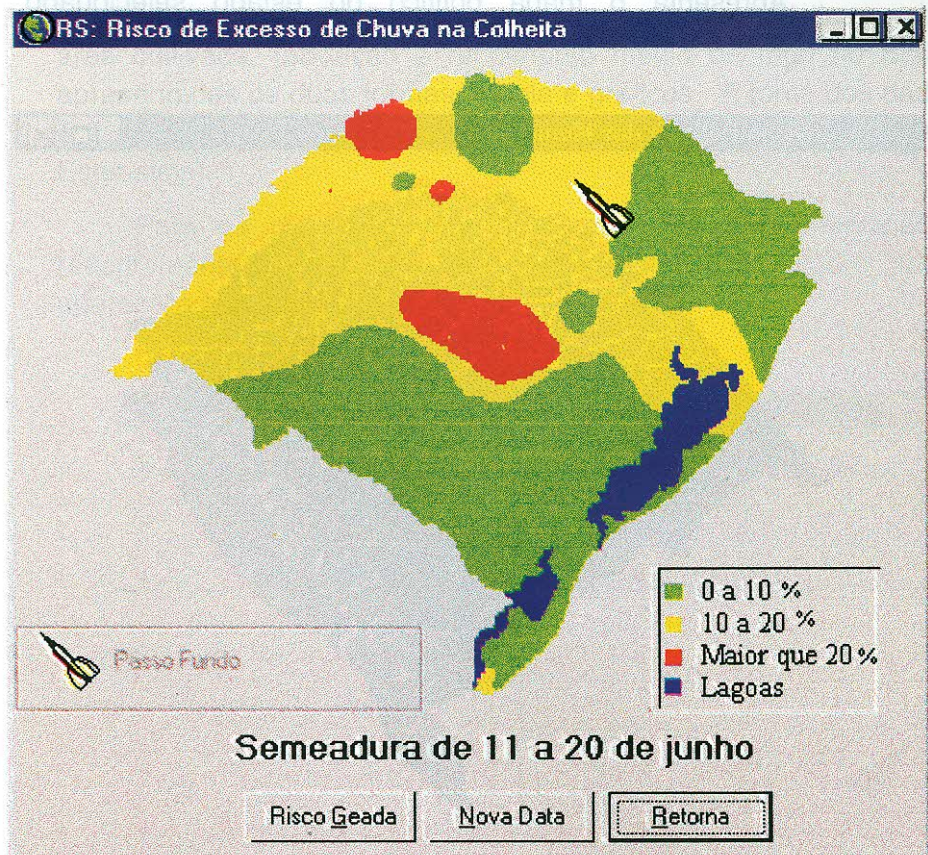 RS: Risco de Excesso de Chuva na Colheita
0 a 10 %
10 a 20 %
Maior que 20 %
Lagoas
Passo Fundo
Semeadura de 11 a 20 de junho
Risco Geada
Nova Data
Retorna